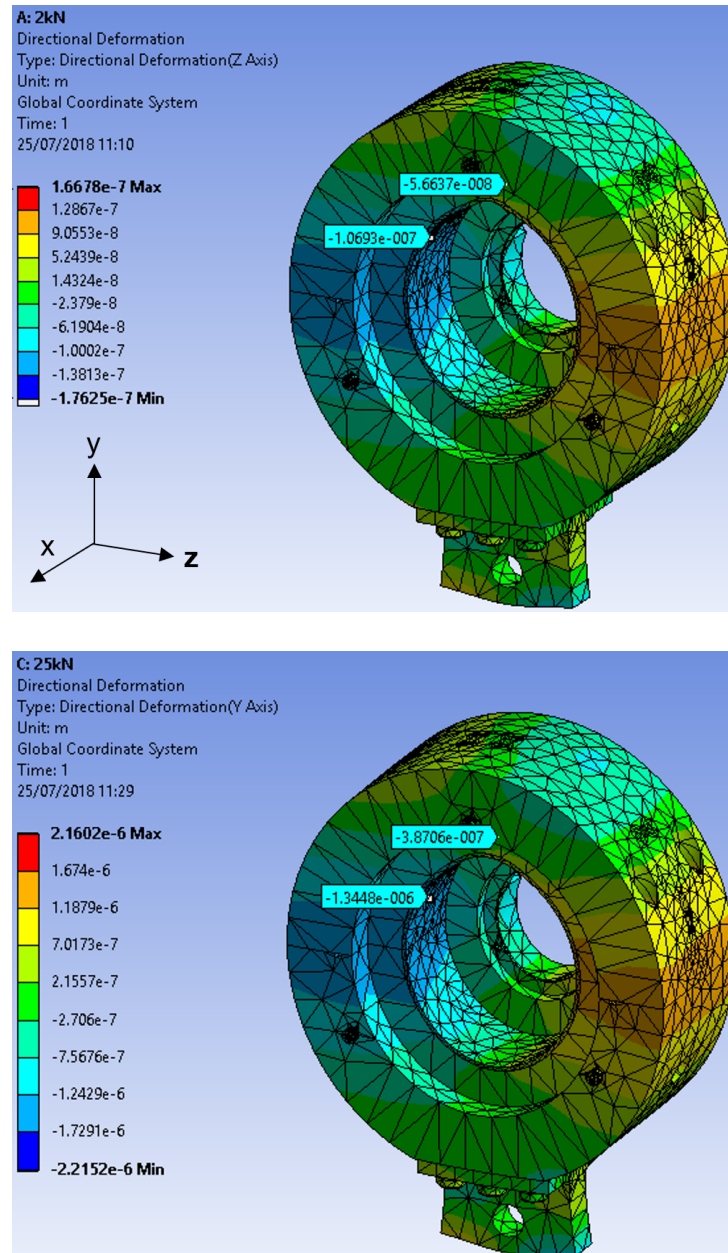 A: 2kN
Directional Deformation
Type: Directional Deformation(Z Axis)
Unit: m
Global Coordinate System
Time: 1
25/07/2018 11:10
1.6678e-7 Max
1.2867e-7
9.0553e-8
5.2439e-8
1.4324e-8
-2.379e-8
-6.1904e-8
-1.0002e-7
-1.3813e-7
-1.7625e-7 Min
-5.6637e-008
-1.0693e-007
y
x
z
C: 25kN
Directional Deformation
Type: Directional Deformation(Y Axis)
Unit: m
Global Coordinate System
Time: 1
25/07/2018 11:29
2.1602e-6 Max
1.674e-6
1.1879e-6
7.0173e-7
2.1557e-7
-2.706e-7
-7.5676e-7
-1.2429e-6
-1.7291e-6
-2.2152e-6 Min
-3.8706e-007
-1.3448e-006